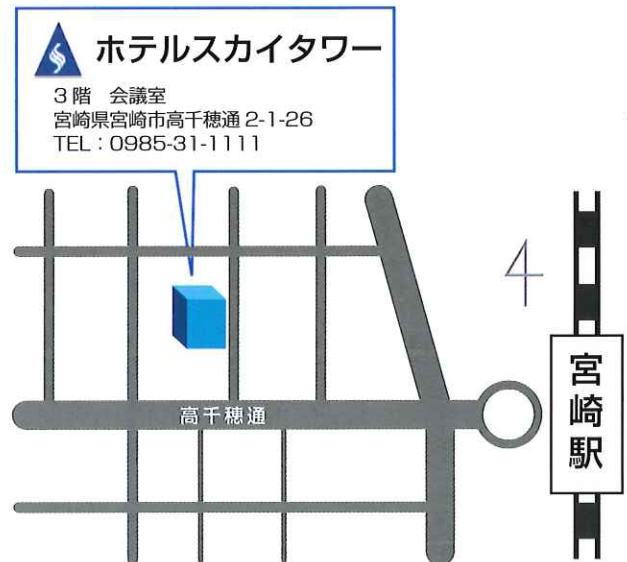 ホテルスカイタワー
3階 会議室
宮崎県宮崎市高千穂通 2-1-26
TEL：0985-31-1111
高千穂通
宮崎駅